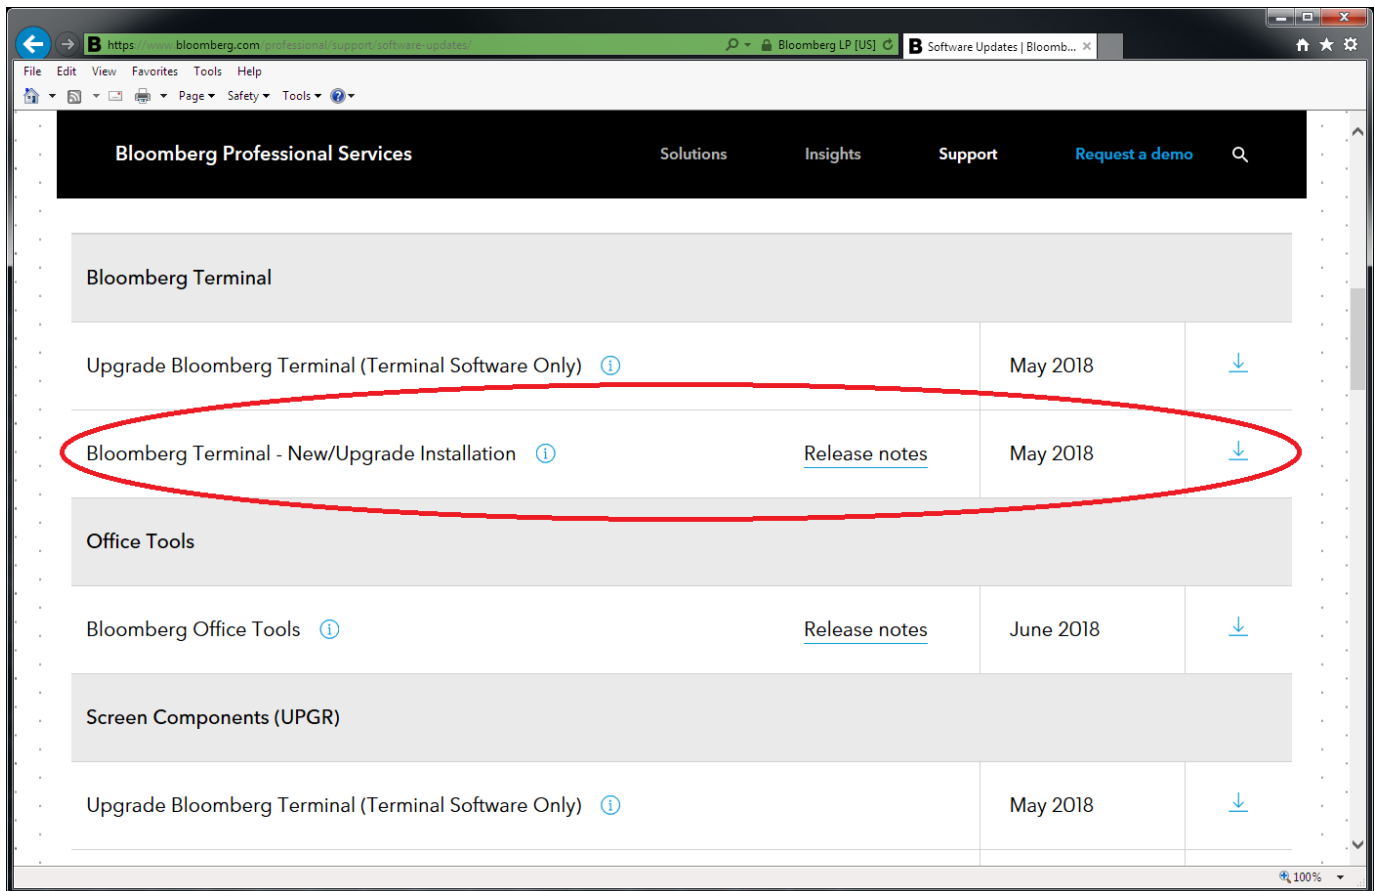 B https://www.bloomberg.com/professional/support/software-updates/ Bloomberg LP [US] B Software Updates | Bloomb...
File Edit View Favorites Tools Help
Page Safety Tools
Bloomberg Professional Services Solutions Insights Support Request a demo
Bloomberg Terminal
Upgrade Bloomberg Terminal (Terminal Software Only) May 2018
Bloomberg Terminal - New/Upgrade Installation Release notes May 2018
Office Tools
Bloomberg Office Tools Release notes June 2018
Screen Components (UPGR)
Upgrade Bloomberg Terminal (Terminal Software Only) May 2018
100%